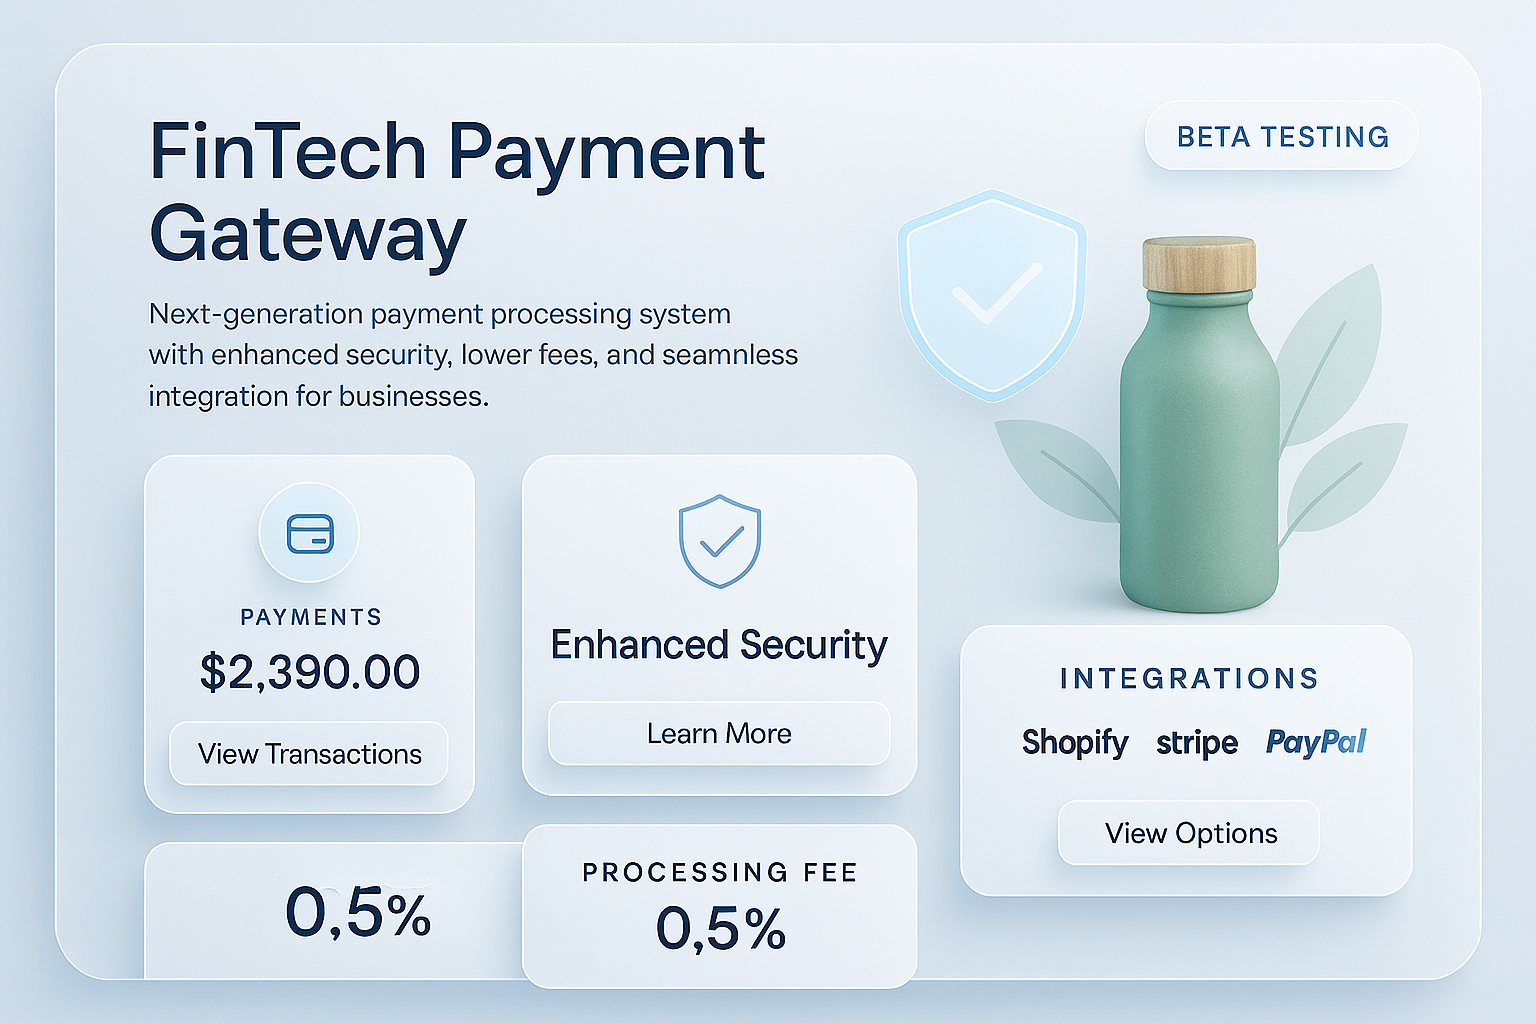 FinTech Payment
Gateway
BETA TESTING
Next-generation payment processing system
with enhanced security, lower fees, and seamnless
integration for businesses.
PAYMENTS
$2,390.00
View Transactions
Enhanced Security
Learn More
INTEGRATIONS
Shopify stripe PayPal
View Options
0,5%
PROCESSING FEE
0,5%